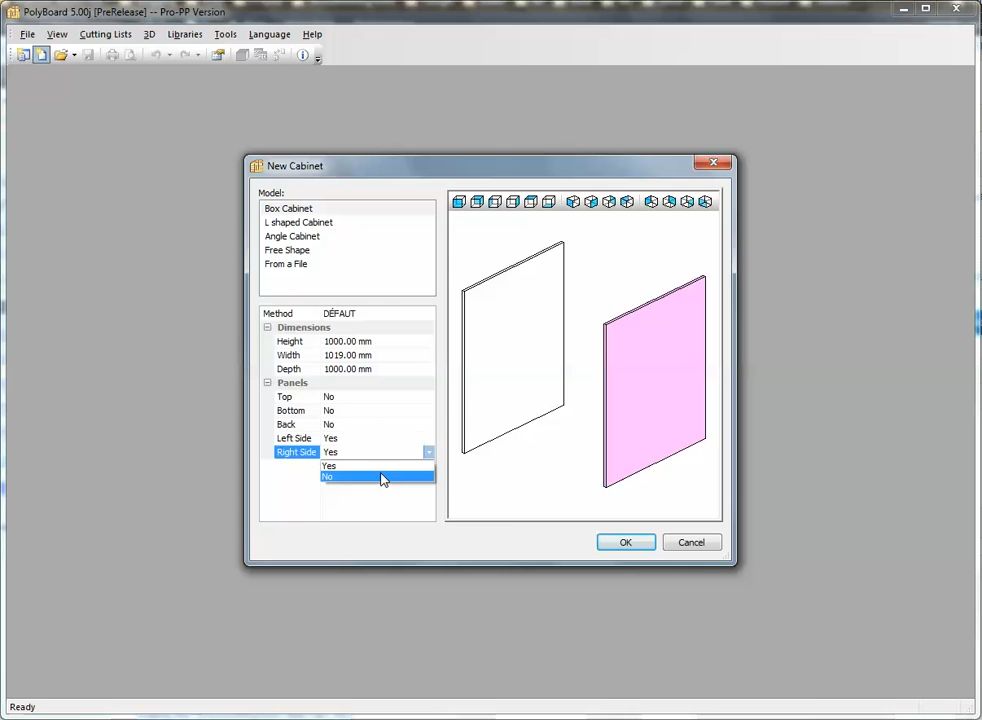 PolyBoard 5.00j [PreRelease] -- Pro-PP Version
File View Cutting Lists 3D Libraries Tools Language Help
New Cabinet
Model:
Box Cabinet
L shaped Cabinet
Angle Cabinet
Free Shape
From a File
Method DÉFAUT
Dimensions
Height 1000.00 mm
Width 1019.00 mm
Depth 1000.00 mm
Panels
Top No
Bottom No
Back No
Left Side Yes
Right Side Yes
Yes
No
OK Cancel
Ready